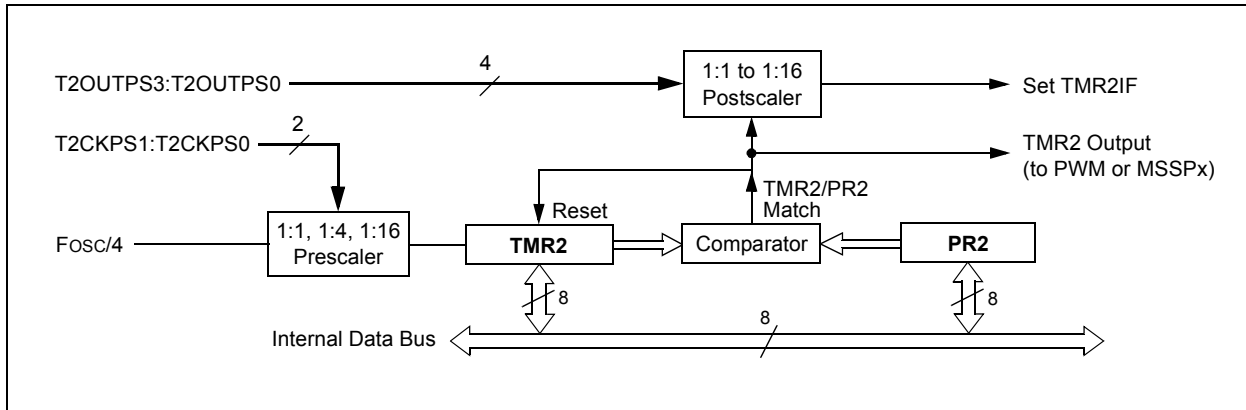 T2OUTPS3:T2OUTPS0
4
1:1 to 1:16
Postscaler
Set TMR2IF
T2CKPS1:T2CKPS0
2
TMR2 Output
(to PWM or MSSPx)
TMR2/PR2
Match
Reset
FOSC/4
1:1, 1:4, 1:16
Prescaler
TMR2
Comparator
PR2
8
8
8
Internal Data Bus